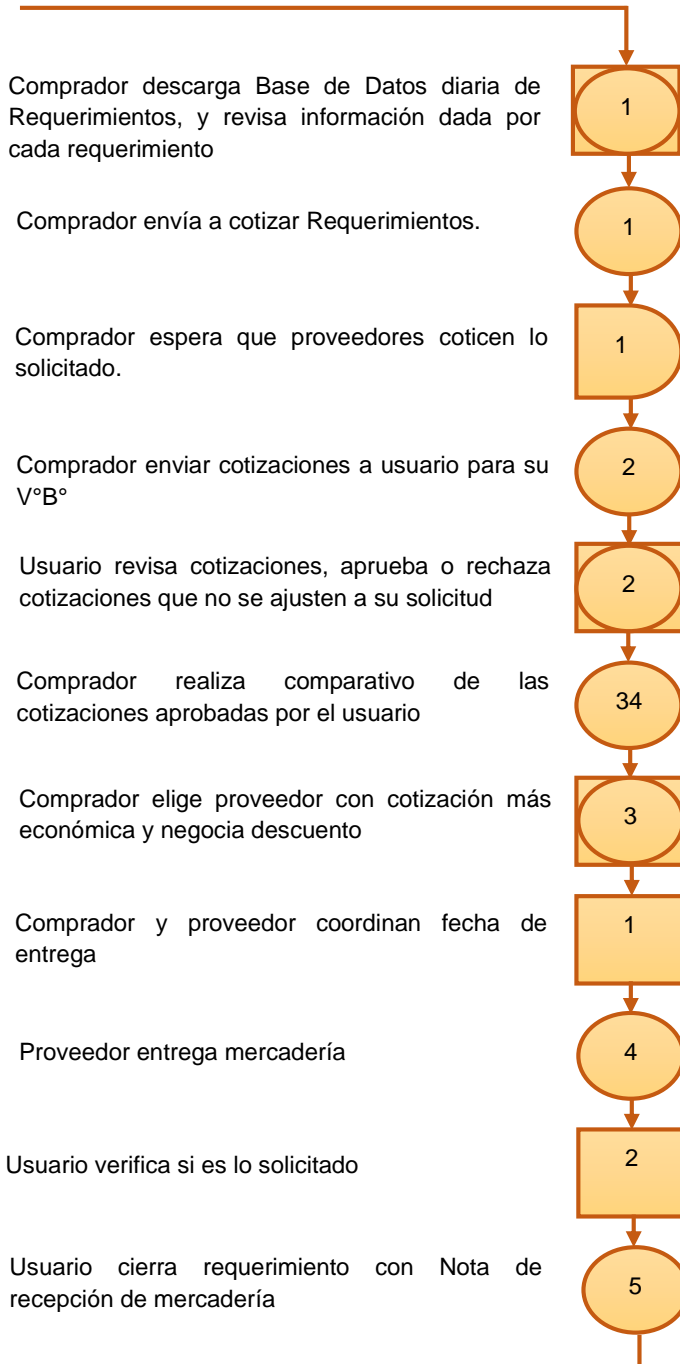 Comprador descarga Base de Datos diaria de
Requerimientos, y revisa información dada por
cada requerimiento
1
Comprador envía a cotizar Requerimientos.
1
Comprador espera que proveedores coticen lo
solicitado.
1
Comprador enviar cotizaciones a usuario para su
V°B°
2
Usuario revisa cotizaciones, aprueba o rechaza
cotizaciones que no se ajusten a su solicitud
2
Comprador realiza comparativo de las
cotizaciones aprobadas por el usuario
34
Comprador elige proveedor con cotización más
económica y negocia descuento
3
Comprador y proveedor coordinan fecha de
entrega
1
Proveedor entrega mercadería
4
Usuario verifica si es lo solicitado
2
Usuario cierra requerimiento con Nota de
recepción de mercadería
5